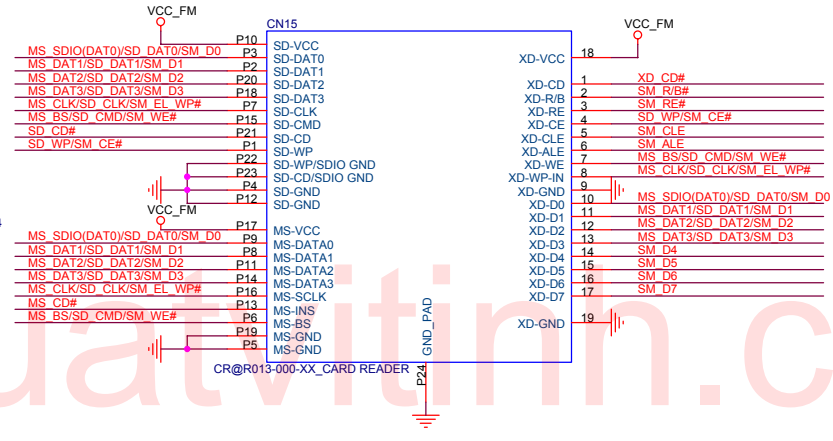 VCC_FM
CN15
VCC_FM
P10 SD-VCC
MS_SDIO(DAT0)/SD_DAT0/SM_D0 P3 SD-DAT0
MS_DAT1/SD_DAT1/SM_D1 P2 SD-DAT1
MS_DAT2/SD_DAT2/SM_D2 P20 SD-DAT2
MS_DAT3/SD_DAT3/SM_D3 P18 SD-DAT3
MS_CLK/SD_CLK/SM_EL_WP# P7 SD-CLK
MS_BS/SD_CMD/SM_WE# P15 SD-CMD
SD_CD# P21 SD-CD
SD_WP/SM_CE# P1 SD-WP
P22 SD-WP/SDIO GND
P23 SD-CD/SDIO GND
P4 SD-GND
P12 SD-GND
VCC_FM
P17 MS-VCC
MS_SDIO(DAT0)/SD_DAT0/SM_D0 P9 MS-DATA0
MS_DAT1/SD_DAT1/SM_D1 P8 MS-DATA1
MS_DAT2/SD_DAT2/SM_D2 P11 MS-DATA2
MS_DAT3/SD_DAT3/SM_D3 P14 MS-DATA3
MS_CLK/SD_CLK/SM_EL_WP# P16 MS-SCLK
MS_CD# P13 MS-INS
MS_BS/SD_CMD/SM_WE# P6 MS-BS
P19 MS-GND
P5 MS-GND
XD-VCC 18
XD-CD 1 XD_CD#
XD-R/B 2 SM_R/B#
XD-RE 3 SM_RE#
XD-CE 4 SD_WP/SM_CE#
XD-CLE 5 SM_CLE
XD-ALE 6 SM_ALE
XD-WE 7 MS_BS/SD_CMD/SM_WE#
XD-WP-IN 8 MS_CLK/SD_CLK/SM_EL_WP#
XD-GND 9
XD-D0 10 MS_SDIO(DAT0)/SD_DAT0/SM_D0
XD-D1 11 MS_DAT1/SD_DAT1/SM_D1
XD-D2 12 MS_DAT2/SD_DAT2/SM_D2
XD-D3 13 MS_DAT3/SD_DAT3/SM_D3
XD-D4 14 SM_D4
XD-D5 15 SM_D5
XD-D6 16 SM_D6
XD-D7 17 SM_D7
XD-GND 19
GND_PAD
P24
CR@R013-000-XX_CARD READER
uatvitinh.c